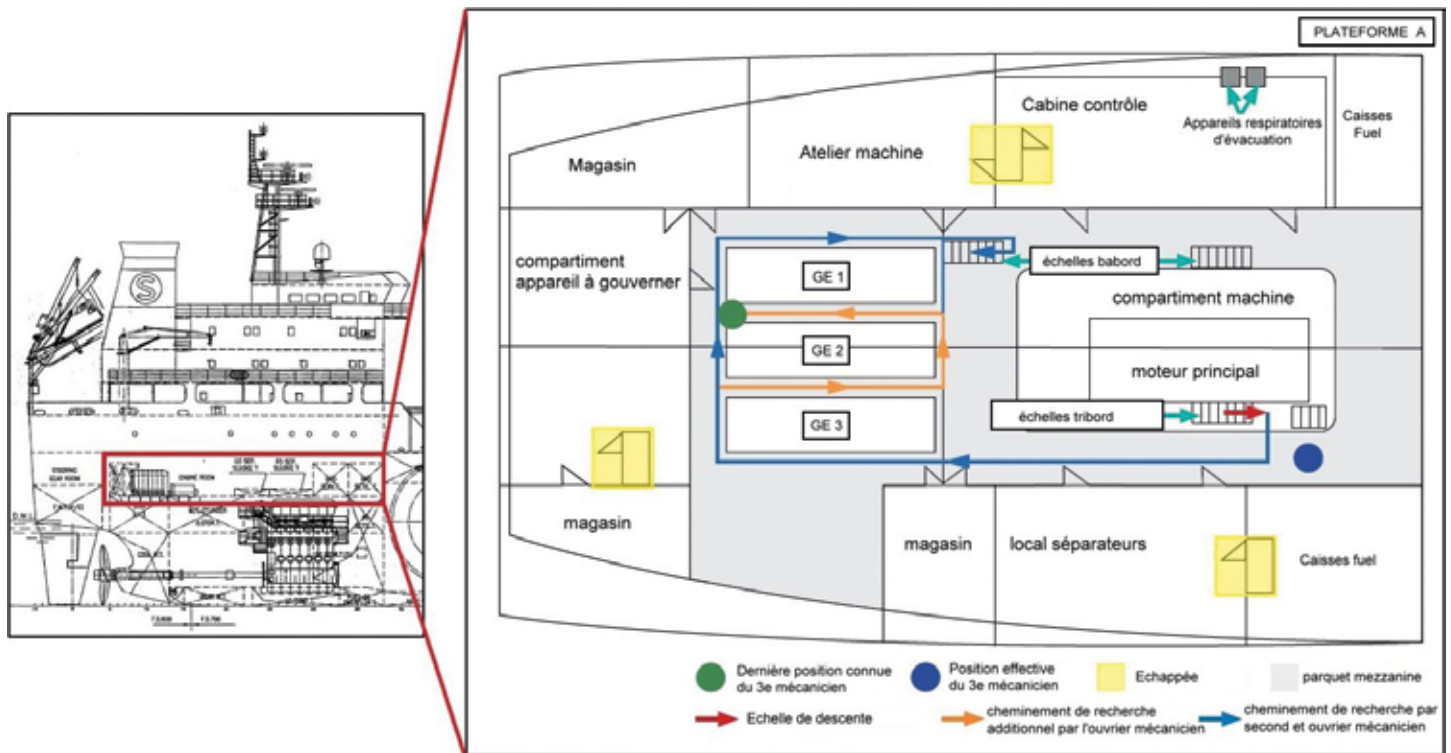 PLATEFORME A
Cabine contrôle
Appareils respiratoires
d'évacuation
Caisses
Fuel
Magasin
Atelier machine
compartiment
appareil à gouverner
GE 1
échelles babord
compartiment machine
GE 2
moteur principal
échelles tribord
GE 3
magasin
magasin
local séparateurs
Caisses fuel
S
STEERING
GEAR ROOM
ENGINE ROOM
Dernière position connue
du 3e mécanicien
Position effective
du 3e mécanicien
Echappée
parquet mezzanine
Echelle de descente
cheminement de recherche
additionnel par l'ouvrier mécanicien
cheminement de recherche par
second et ouvrier mécanicien